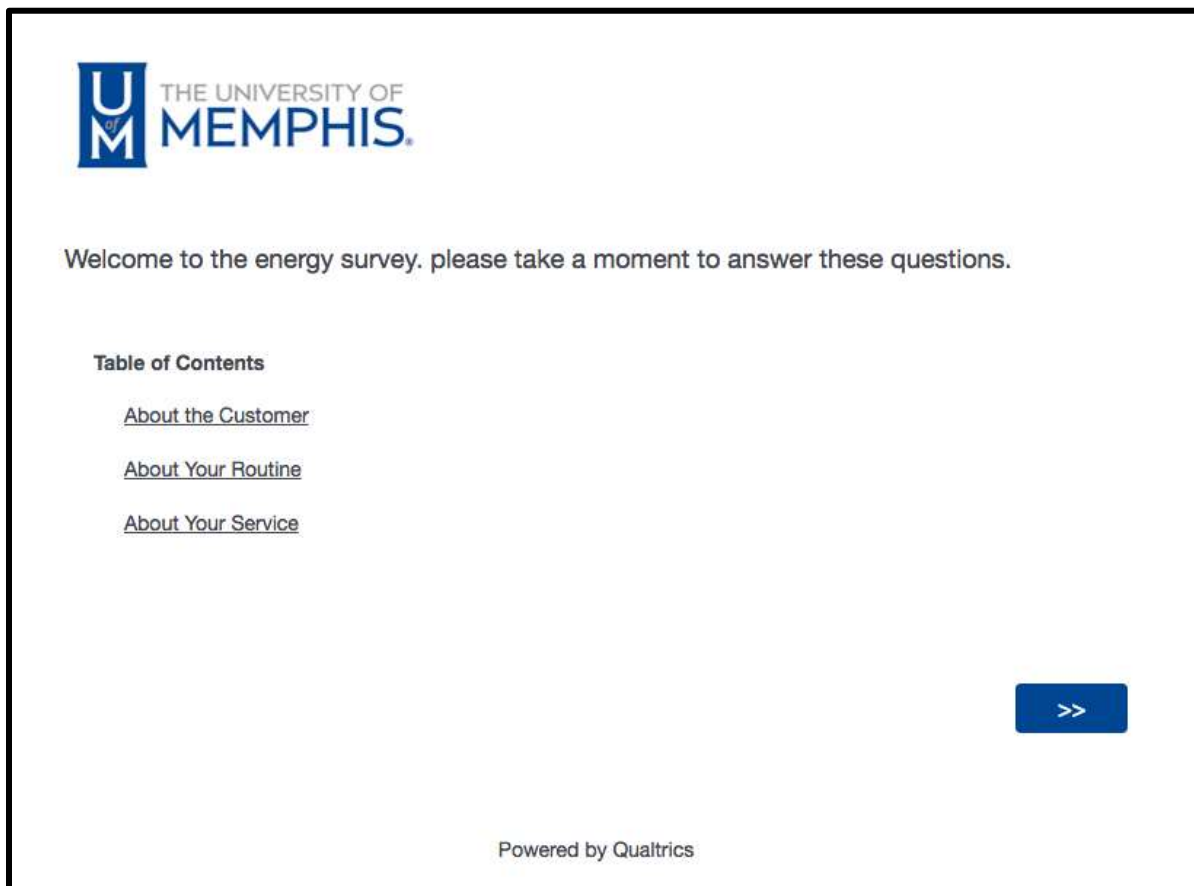 UofM
THE UNIVERSITY OF
MEMPHIS®
Welcome to the energy survey. please take a moment to answer these questions.
Table of Contents
About the Customer
About Your Routine
About Your Service
>>
Powered by Qualtrics